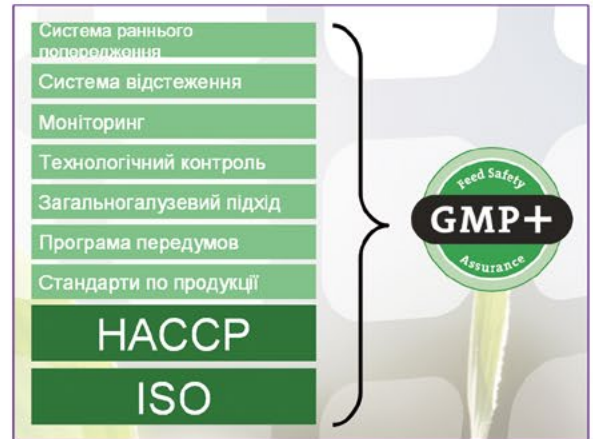 Система раннього
попородження
Система відстеження
Моніторинг
Технологічний контроль
Загальногалузевий підхід
Програма передумов
Стандарти по продукції
HACCP
ISO
Feed Safety
GMP+
Assurance